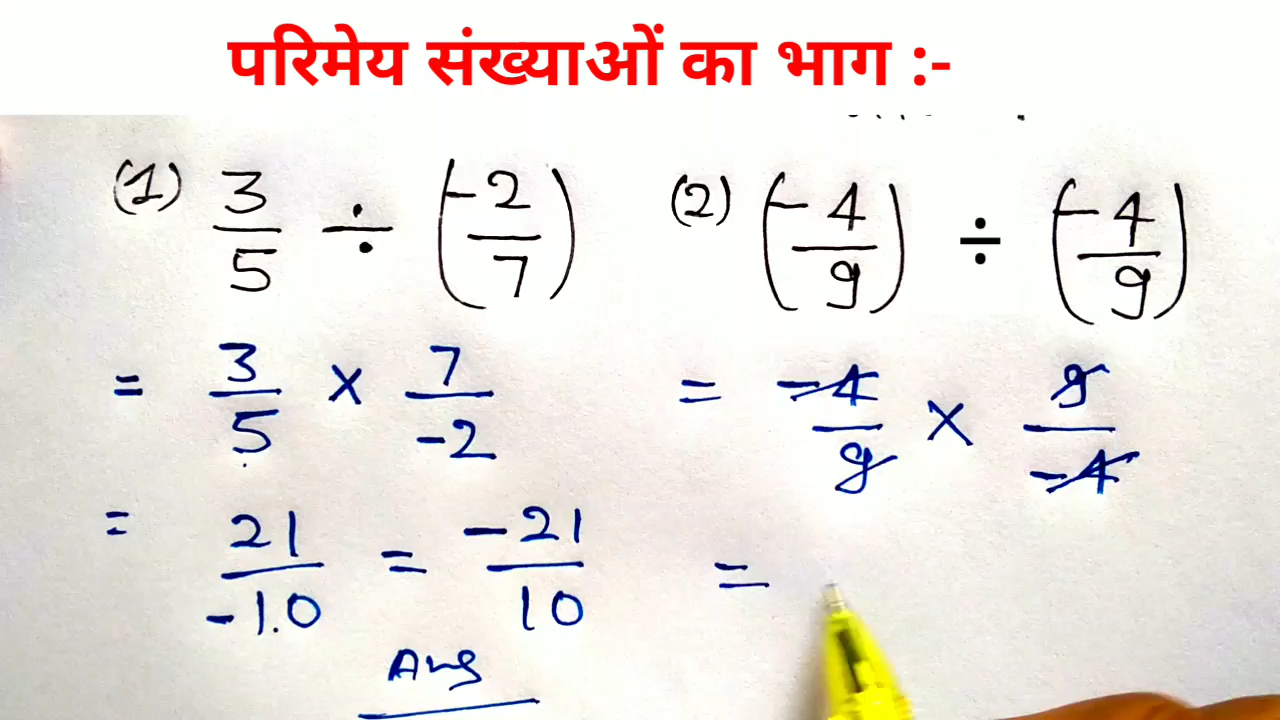 परिमेय संख्याओं का भाग :-
(1) 3/5 ÷ (-2/7)
= 3/5 × 7/-2
= 21/-10 = -21/10
Ans
(2) (-4/9) ÷ (-4/9)
= -4/9 × 9/-4
=